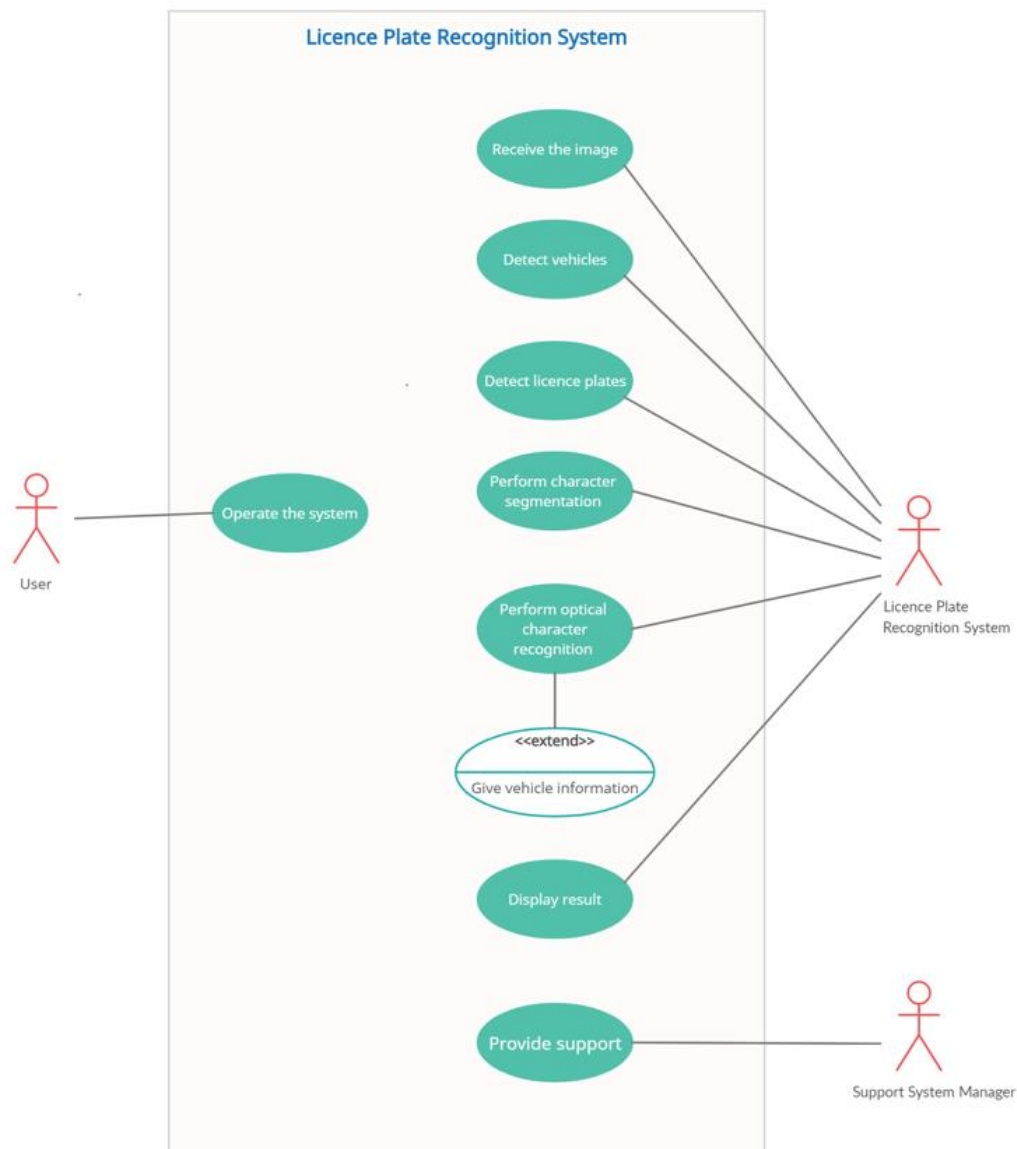 Licence Plate Recognition System
Receive the image
Detect vehicles
Detect licence plates
Perform character
segmentation
Operate the system
User
Perform optical
character
recognition
Licence Plate
Recognition System
<<extend>>
Give vehicle information
Display result
Provide support
Support System Manager